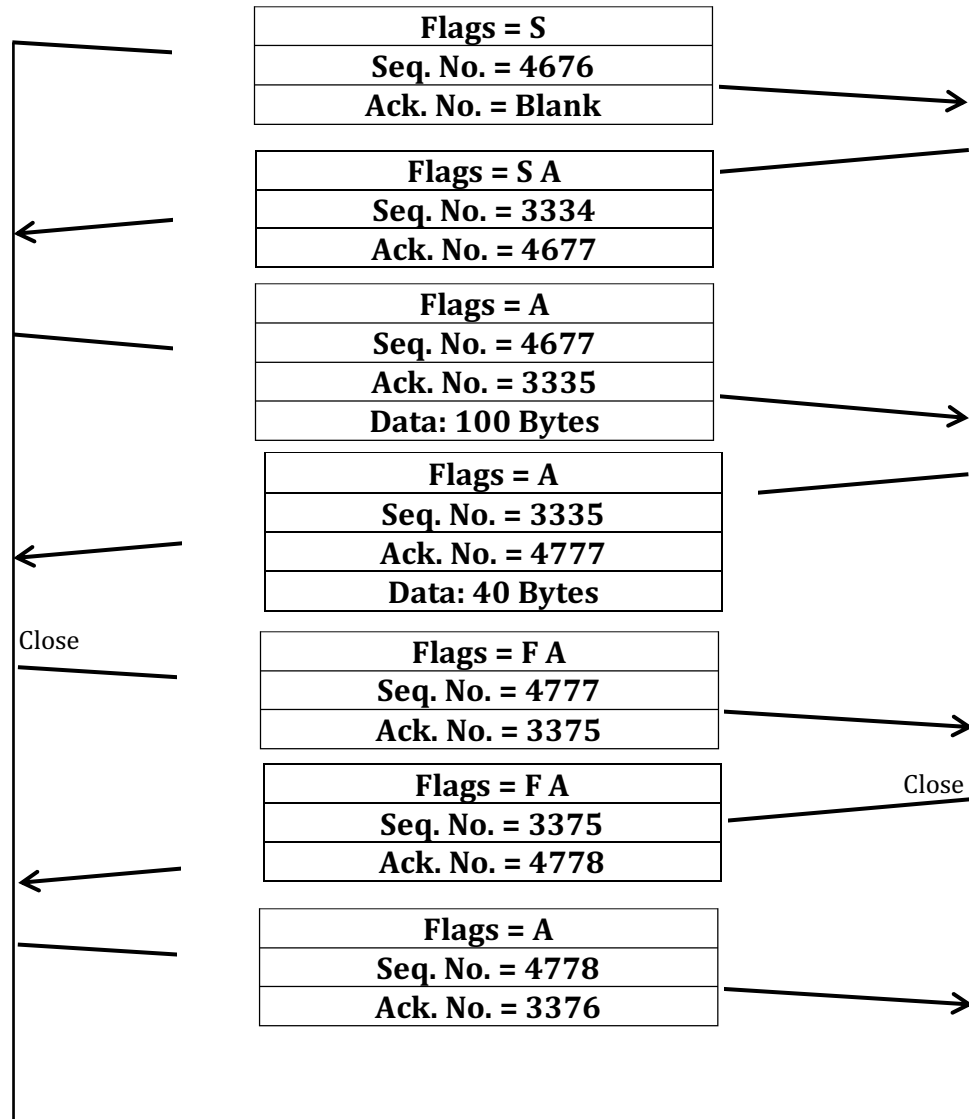 Flags = S
Seq. No. = 4676
Ack. No. = Blank
Flags = S A
Seq. No. = 3334
Ack. No. = 4677
Flags = A
Seq. No. = 4677
Ack. No. = 3335
Data: 100 Bytes
Flags = A
Seq. No. = 3335
Ack. No. = 4777
Data: 40 Bytes
Close
Flags = F A
Seq. No. = 4777
Ack. No. = 3375
Flags = F A
Close
Seq. No. = 3375
Ack. No. = 4778
Flags = A
Seq. No. = 4778
Ack. No. = 3376